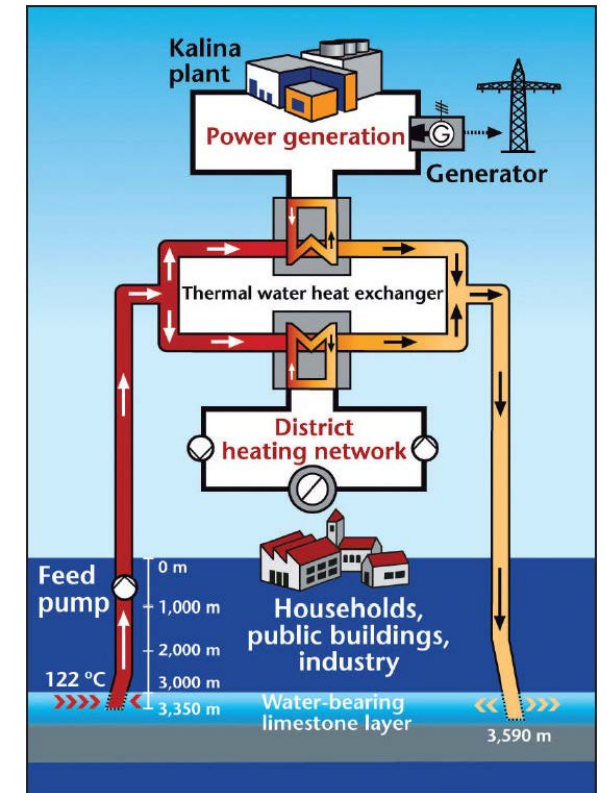 Kalina
plant
Power generation
G
Generator
Thermal water heat exchanger
District
heating network
Feed
pump
0 m
1,000 m
2,000 m
3,000 m
3,350 m
122 °C
Households,
public buildings,
industry
Water-bearing
limestone layer
3,590 m